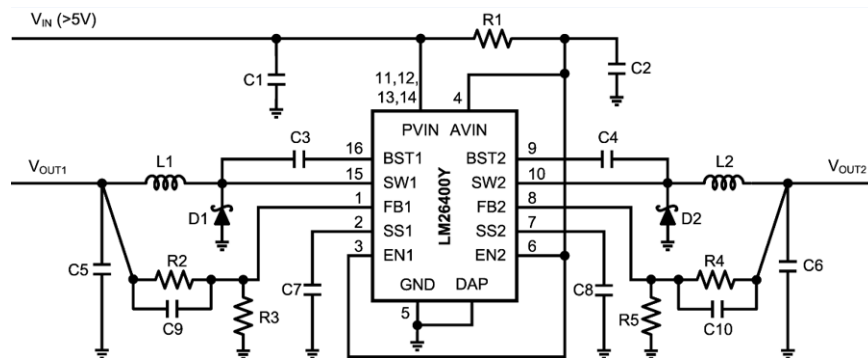 VIN (>5V)
R1
C1
C2
11,12,
13,14
4
PVIN AVIN
C3
16
BST1
BST2
9
C4
VOUT1
L1
15
SW1
SW2
10
L2
VOUT2
D1
1
FB1
LM26400Y
FB2
8
D2
2
SS1
SS2
7
3
EN1
EN2
6
C5
R2
C9
R3
C7
GND DAP
5
C8
R5
R4
C10
C6